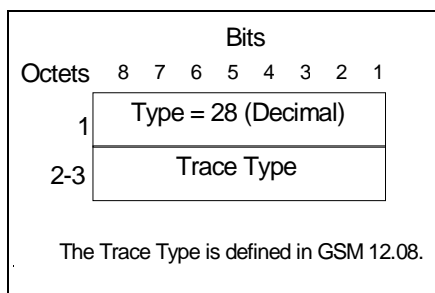 Bits
Octets 8 7 6 5 4 3 2 1
1 Type = 28 (Decimal)
2-3 Trace Type
The Trace Type is defined in GSM 12.08.